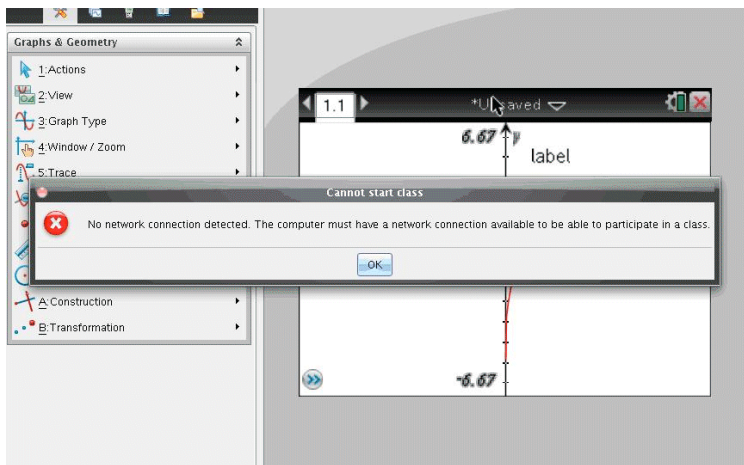 Graphs & Geometry
1:Actions
2:View
3:Graph Type
4:Window / Zoom
5:Trace
1.1
*Unsaved
6.67
y
label
Cannot start class
No network connection detected. The computer must have a network connection available to be able to participate in a class.
OK
A:Construction
B:Transformation
-6.67